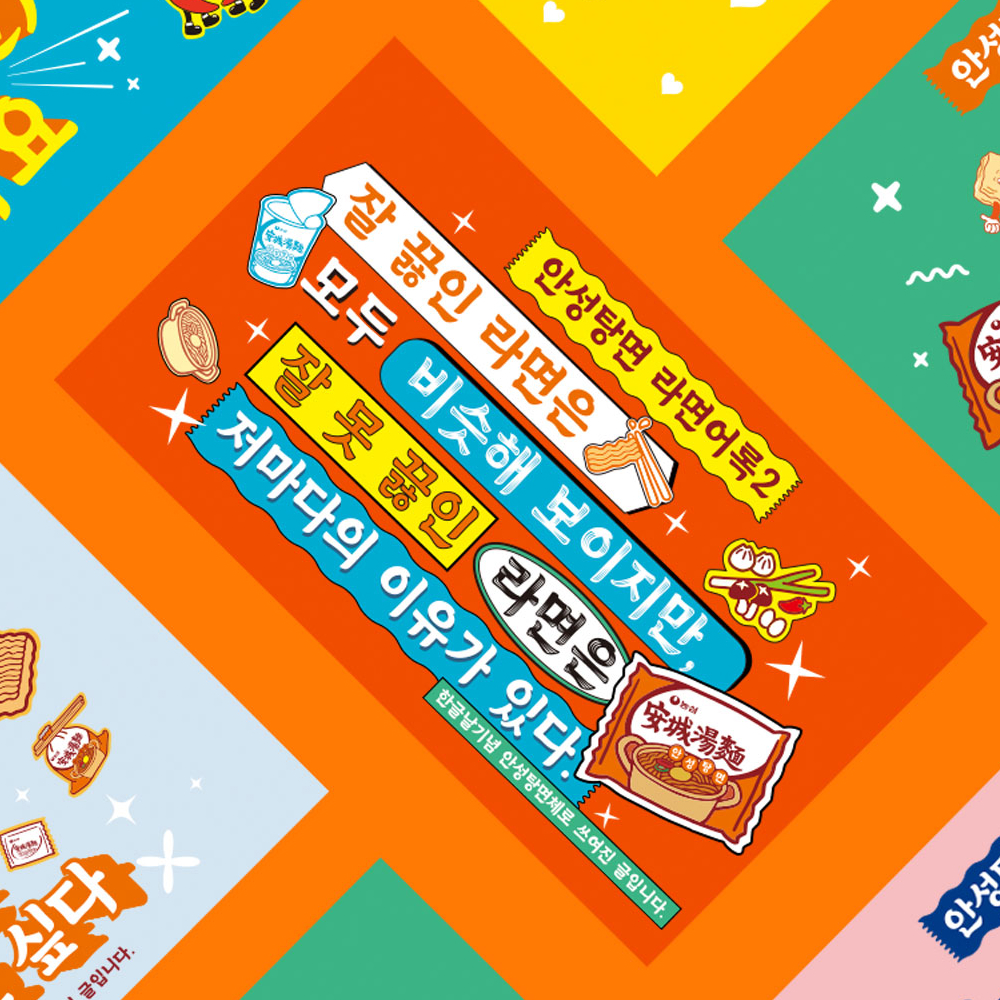 안성탕면 라면어록2
잘 끓인 라면은
모두 비슷해 보이지만,
잘 못 끓인 라면은
저마다의 이유가 있다.
한글날기념 안성탕면체로 쓰여진 글입니다.
농심
安城湯麵
안성탕면
安城湯麵
요
안성
싶다
글입니다.
안성